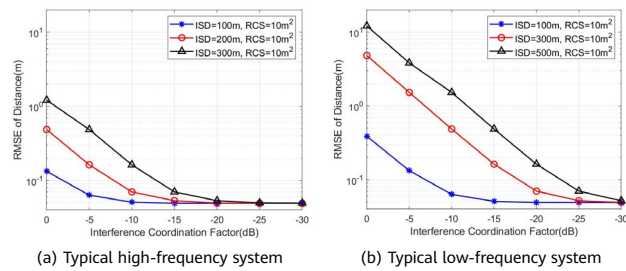 ISD=100m, RCS=10m²
ISD=200m, RCS=10m²
ISD=300m, RCS=10m²
RMSE of Distance(m)
10¹
10⁰
10⁻¹
0
-5
-10
-15
-20
-25
-30
Interference Coordination Factor(dB)
(a) Typical high-frequency system
ISD=100m, RCS=10m²
ISD=300m, RCS=10m²
ISD=500m, RCS=10m²
RMSE of Distance(m)
10¹
10⁰
10⁻¹
0
-5
-10
-15
-20
-25
-30
Interference Coordination Factor(dB)
(b) Typical low-frequency system